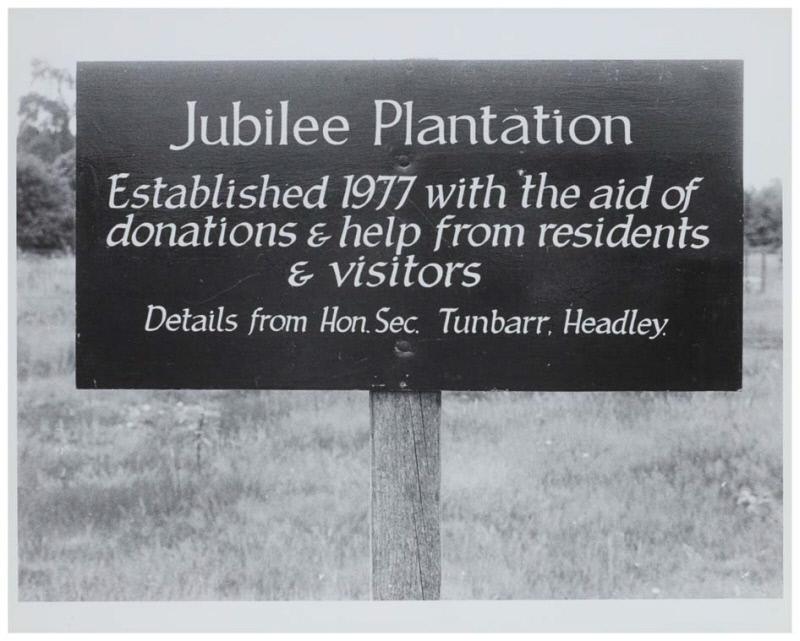 Jubilee Plantation
Established 1977 with the aid of
donations & help from residents
& visitors
Details from Hon. Sec. Tunbarr, Headley.